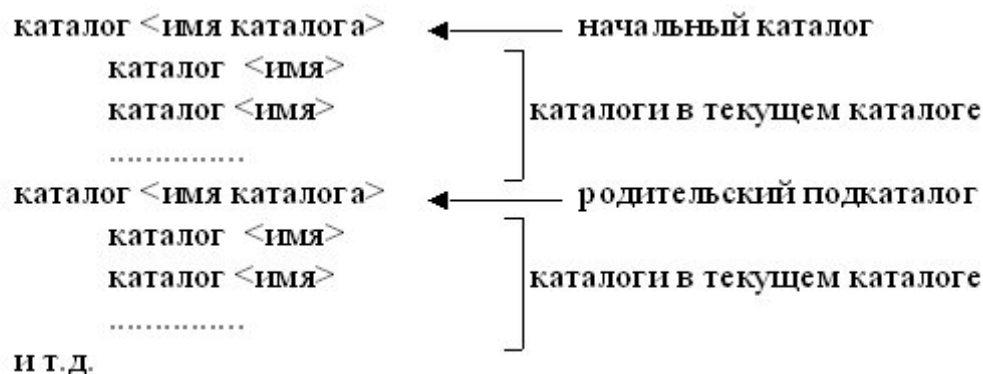 каталог <имя каталога> начальный каталог
каталог <имя>
каталог <имя>
каталоги в текущем каталоге
...............
каталог <имя каталога> родительский подкаталог
каталог <имя>
каталог <имя>
каталоги в текущем каталоге
...............
и т.д.